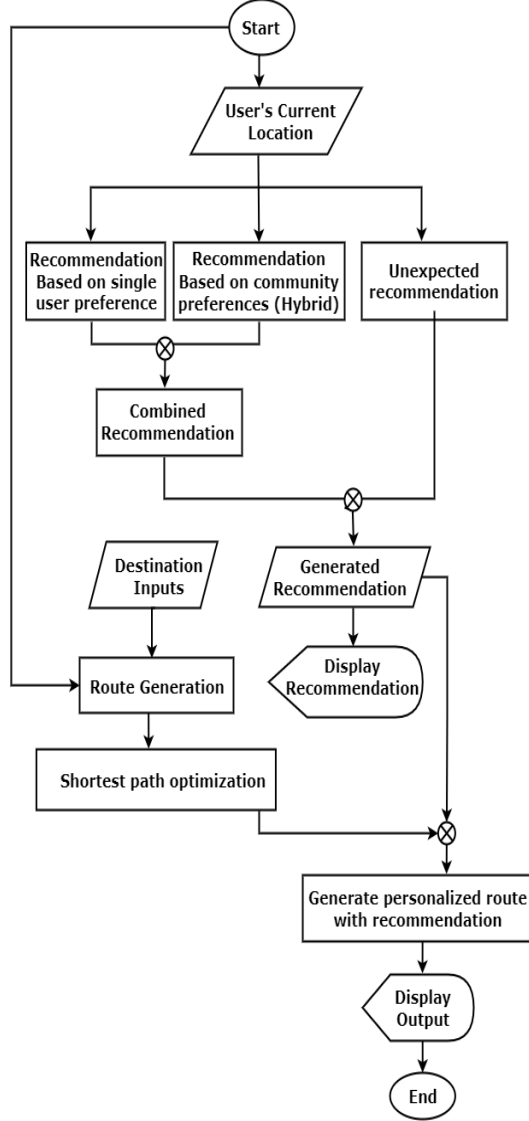 Start
User's Current
Location
Recommendation
Based on single
user preference
Recommendation
Based on community
preferences (Hybrid)
Unexpected
recommendation
Combined
Recommendation
Destination
Inputs
Generated
Recommendation
Display
Recommendation
Route Generation
Shortest path optimization
Generate personalized route
with recommendation
Display
Output
End